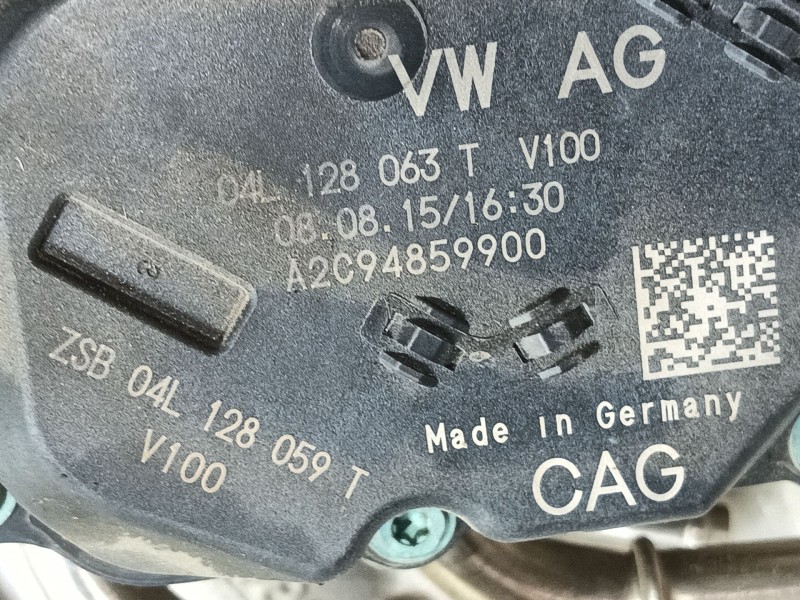 VW AG
04L 128 063 T V100
08.08.15/16:30
A2C94859900
ZSB 04L 128 059 T
V100
Made in Germany
CAG